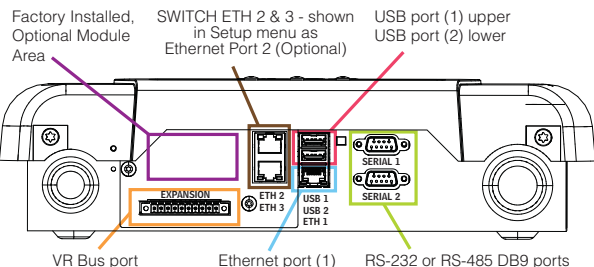 Factory Installed,
Optional Module
Area
SWITCH ETH 2 & 3 - shown
in Setup menu as
Ethernet Port 2 (Optional)
USB port (1) upper
USB port (2) lower
EXPANSION
ETH 2
ETH 3
USB 1
USB 2
ETH 1
SERIAL 1
SERIAL 2
VR Bus port
Ethernet port (1)
RS-232 or RS-485 DB9 ports